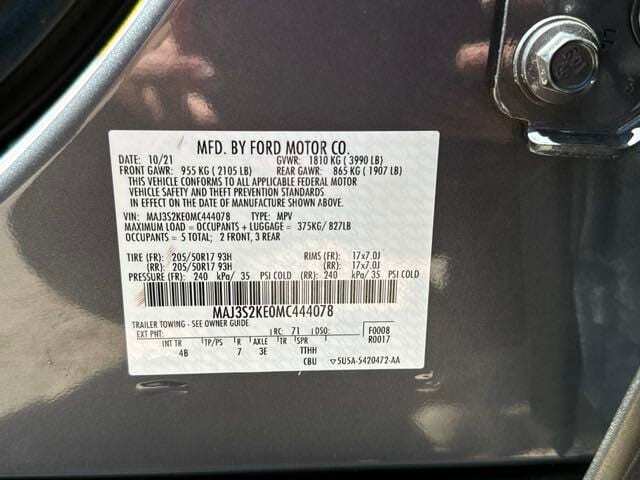 MFD. BY FORD MOTOR CO.
DATE: 10/21 GVWR: 1810 KG ( 3990 LB)
FRONT GAWR: 955 KG ( 2105 LB) REAR GAWR: 865 KG ( 1907 LB)
THIS VEHICLE CONFORMS TO ALL APPLICABLE FEDERAL MOTOR
VEHICLE SAFETY AND THEFT PREVENTION STANDARDS
IN EFFECT ON THE DATE OF MANUFACTURE SHOWN ABOVE.
VIN: MAJ3S2KE0MC444078 TYPE: MPV
MAXIMUM LOAD = OCCUPANTS + LUGGAGE = 375KG/ 827LB
OCCUPANTS = 5 TOTAL; 2 FRONT, 3 REAR
TIRE (FR): 205/50R17 93H RIMS (FR): 17x7.0J
(RR): 205/50R17 93H (RR): 17x7.0J
PRESSURE (FR): 240 kPa/ 35 PSI COLD (RR): 240 kPa/ 35 PSI COLD
MAJ3S2KE0MC444078
TRAILER TOWING - SEE OWNER GUIDE
EXT PNT: RC: 71 DSO: F0008
R0017
INT TR TP/PS R AXLE TR SPR
4B 7 3E TTHH
CBU ▽5U5A-5420472-AA